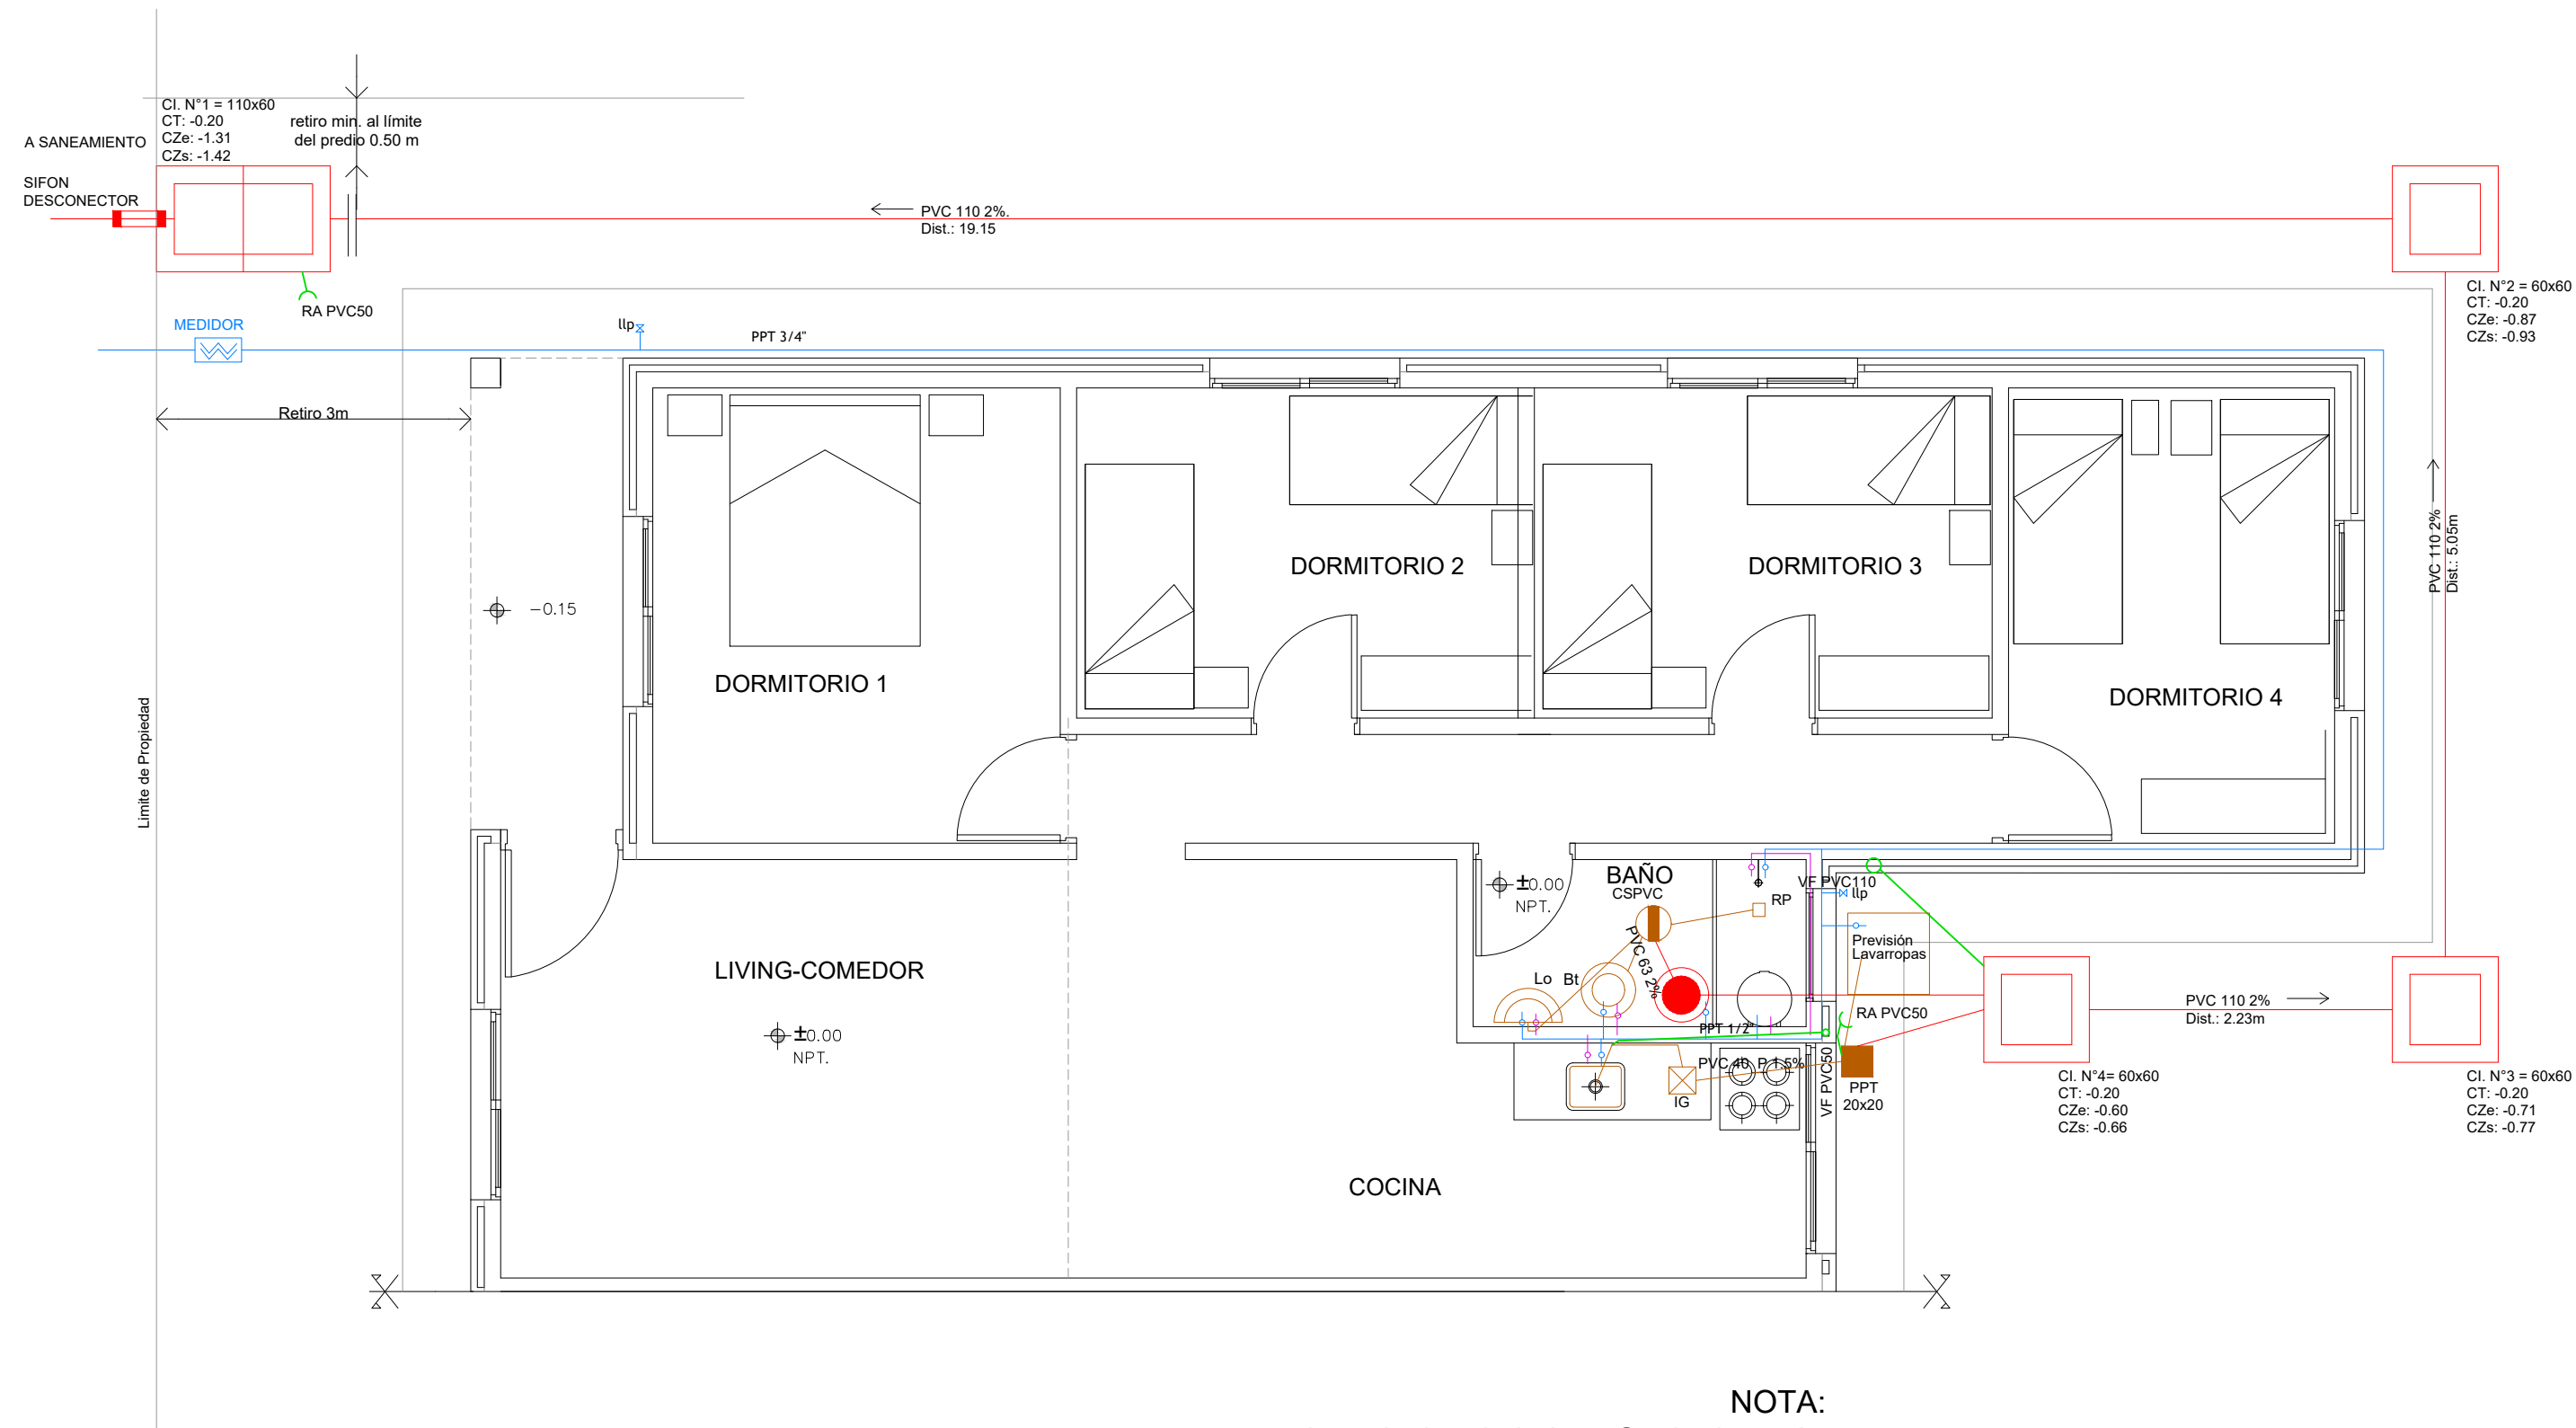 CI. N°1 = 110x60
CT: -0.20
CZe: -1.31
CZs: -1.42
A SANEAMIENTO
retiro min. al límite
del predio 0.50 m
SIFON
DESCONECTOR
PVC 110 2%.
Dist.: 19.15
RA PVC50
MEDIDOR
llp
PPT 3/4"
CI. N°2 = 60x60
CT: -0.20
CZe: -0.87
CZs: -0.93
Retiro 3m
PVC 110 2%
Dist.: 5.05m
DORMITORIO 2
DORMITORIO 3
-0.15
DORMITORIO 1
DORMITORIO 4
Limite de Propiedad
BAÑO
CSPVC
±0.00
NPT.
VF PVC110
llp
RP
PVC 63 2%
Previsión
Lavarropas
LIVING-COMEDOR
Lo
Bt
PVC 110 2%
Dist.: 2.23m
RA PVC50
PPT 1/2"
±0.00
NPT.
PVC 40 P 1.5%
VF PVC50
IG
PPT
20x20
CI. N°4= 60x60
CT: -0.20
CZe: -0.60
CZs: -0.66
CI. N°3 = 60x60
CT: -0.20
CZe: -0.71
CZs: -0.77
COCINA
NOTA: